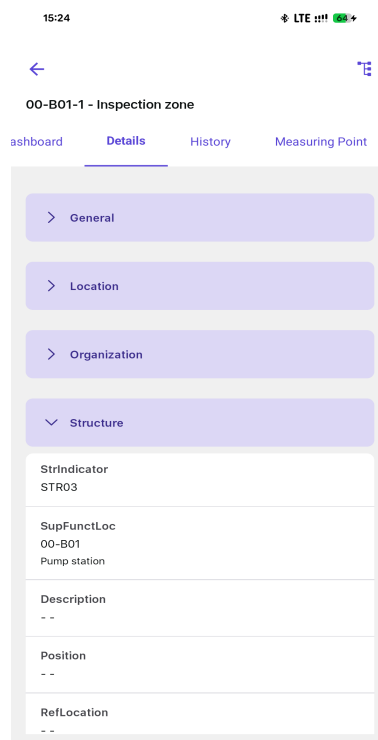 15:24
LTE
64
00-B01-1 - Inspection zone
ashboard
Details
History
Measuring Point
General
Location
Organization
Structure
StrIndicator
STR03
SupFunctLoc
00-B01
Pump station
Description
- -
Position
- -
RefLocation
- -